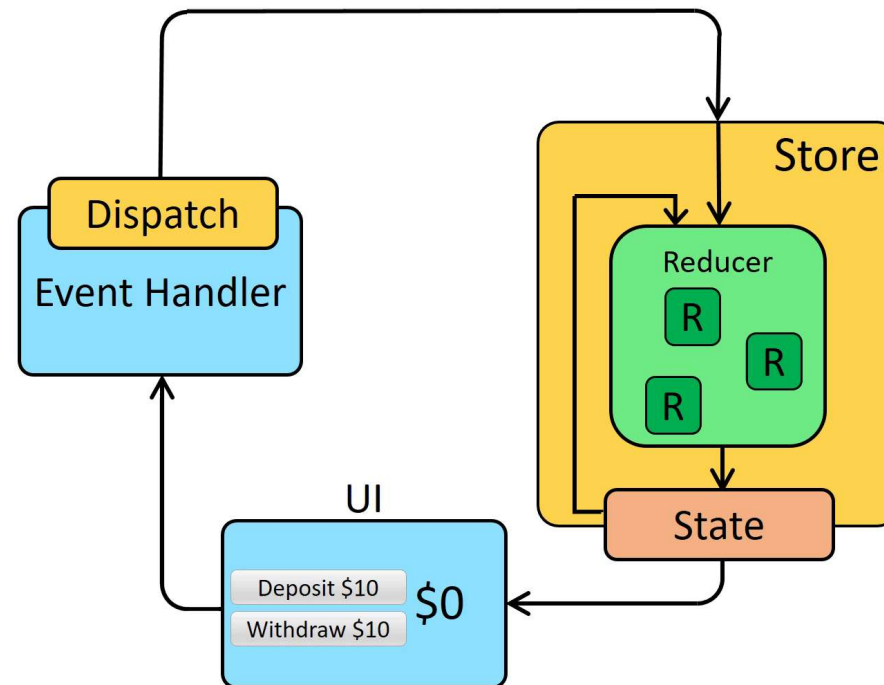 Store
Dispatch
Event Handler
Reducer
R
R
R
State
UI
Deposit $10
$0
Withdraw $10